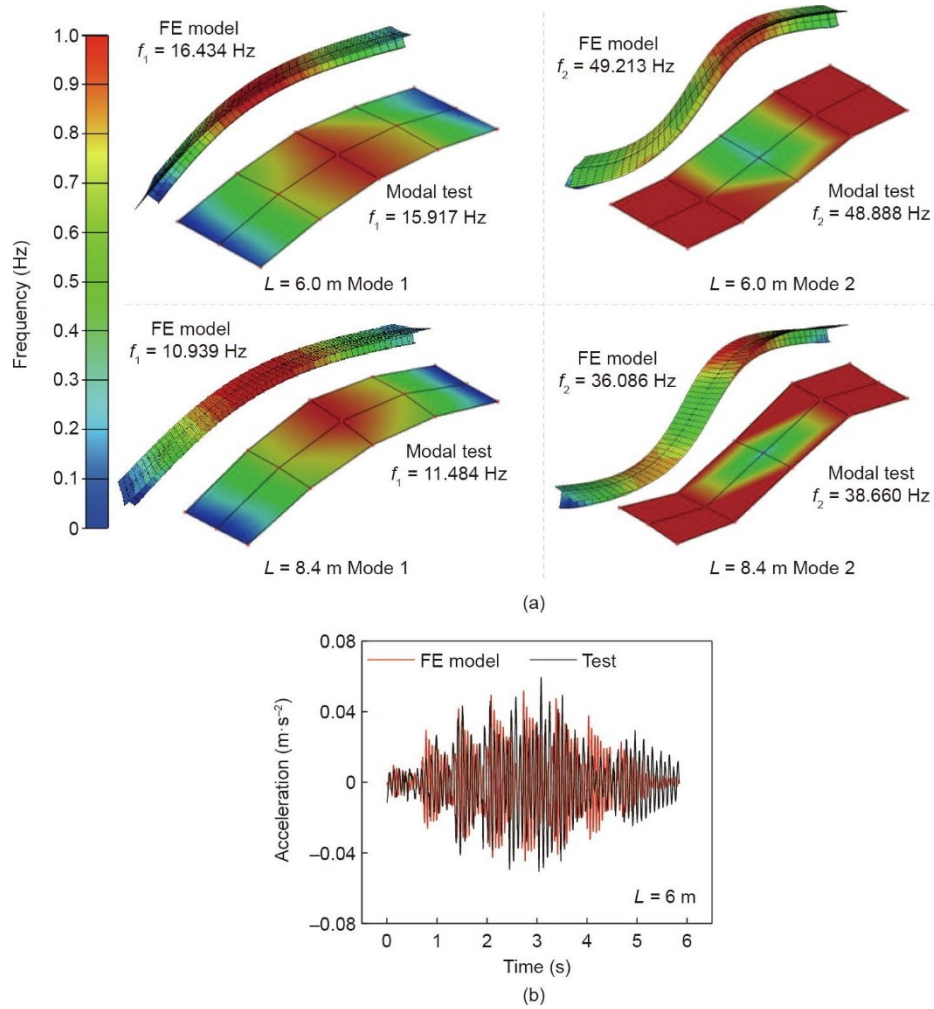 Frequency (Hz)
1.0
0.9
0.8
0.7
0.6
0.5
0.4
0.3
0.2
0.1
0
FE model
f1 = 16.434 Hz
Modal test
f1 = 15.917 Hz
L = 6.0 m Mode 1
FE model
f2 = 49.213 Hz
Modal test
f2 = 48.888 Hz
L = 6.0 m Mode 2
FE model
f1 = 10.939 Hz
Modal test
f1 = 11.484 Hz
L = 8.4 m Mode 1
FE model
f2 = 36.086 Hz
Modal test
f2 = 38.660 Hz
L = 8.4 m Mode 2
(a)
Acceleration (m·s−2)
0.08
0.04
0
−0.04
−0.08
FE model
Test
L = 6 m
0 1 2 3 4 5 6
Time (s)
(b)